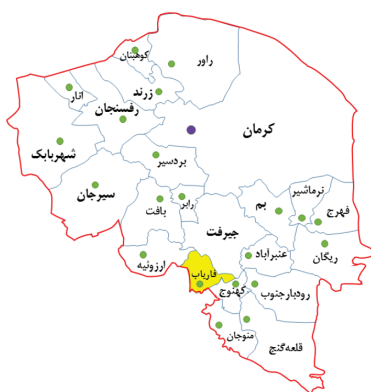 کوهبنان
راور
انار
زرند
رفسنجان
کرمان
شهربابک
بردسیر
سیرجان
بافت
رابر
بم
نرماشیر
فهرج
جیرفت
ارزوئیه
عنبرآباد
ریگان
فاریاب
کهنوج
رودبارجنوب
منوجان
قلعه‌گنج